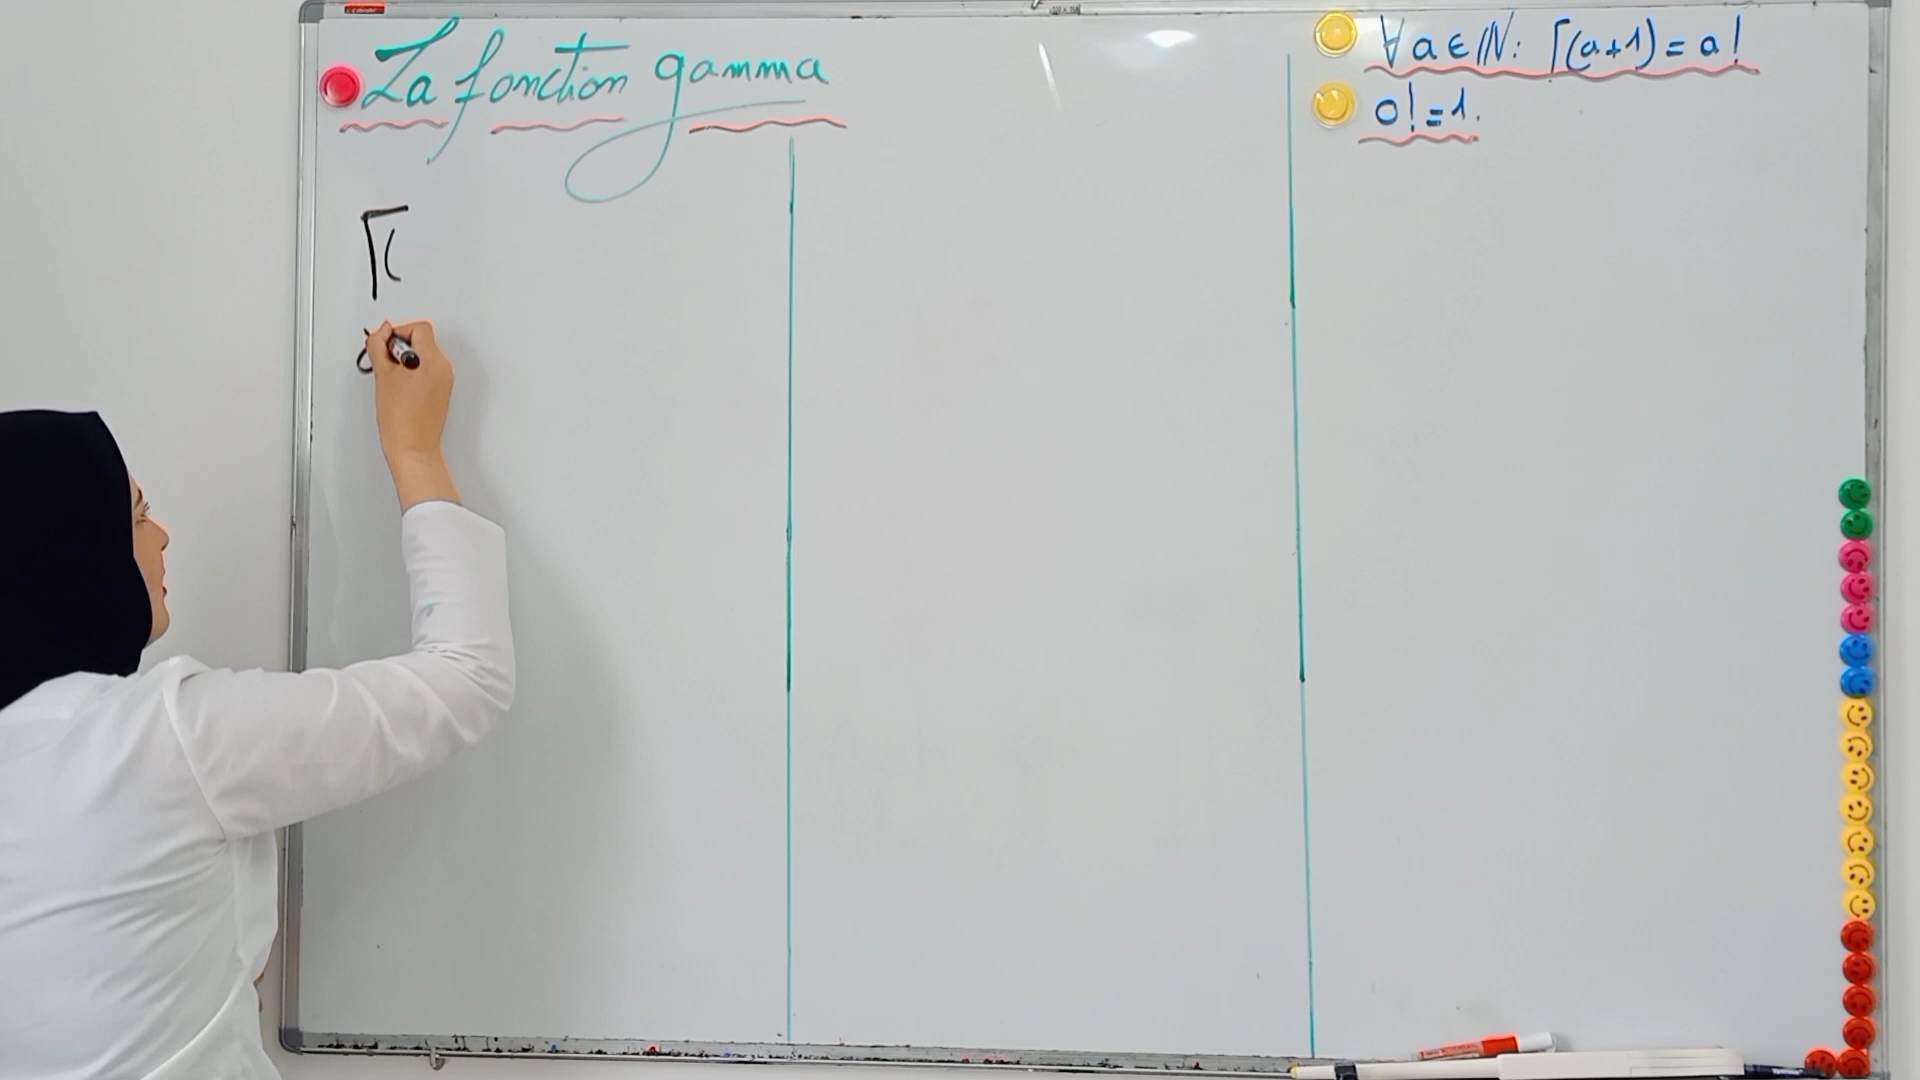 La fonction gamma
Γ(
∀a∈ℕ: Γ(a+1)=a!
0!=1.